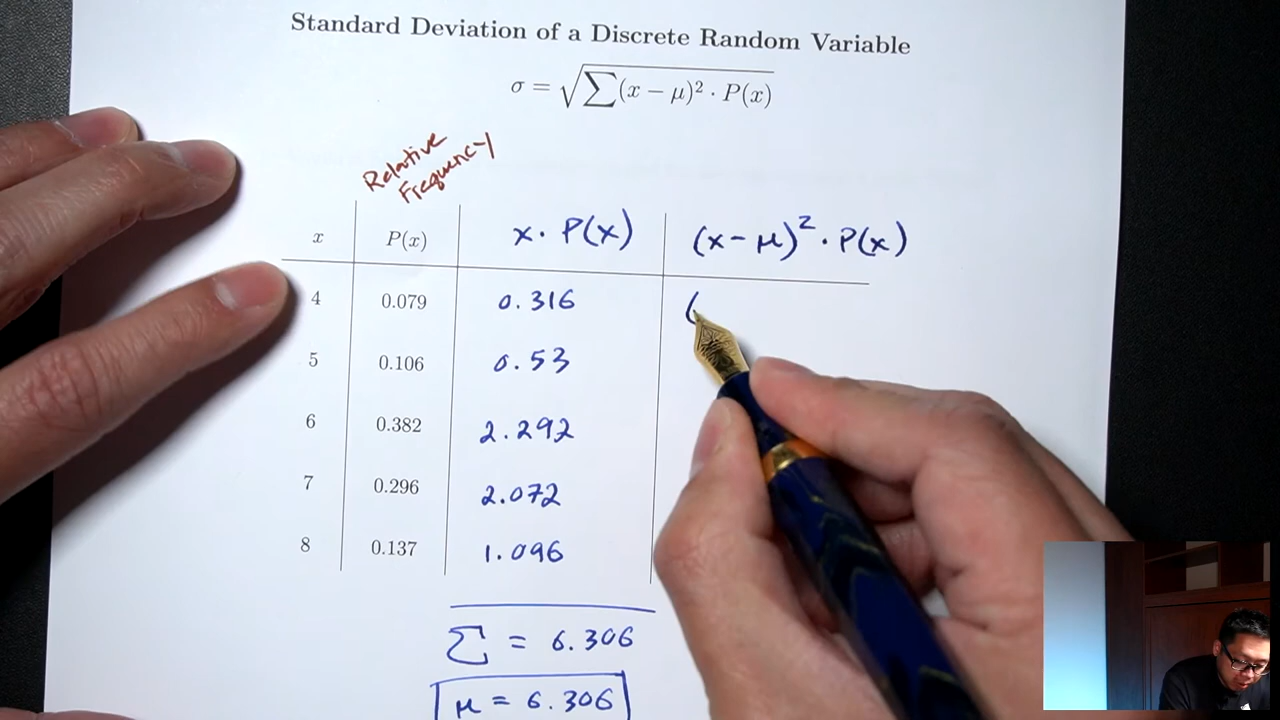 Standard Deviation of a Discrete Random Variable
σ = √∑(x − μ)² · P(x)
Relative
Frequency
x P(x) x · P(x) (x − μ)² · P(x)
4 0.079 0.316 (
5 0.106 0.53
6 0.382 2.292
7 0.296 2.072
8 0.137 1.096
∑ = 6.306
μ = 6.306